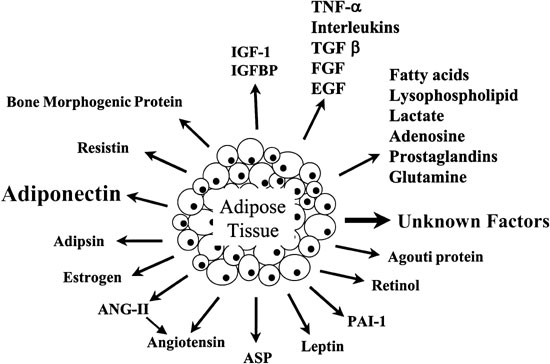 TNF-α
Interleukins
TGF β
FGF
EGF
IGF-1
IGFBP
Fatty acids
Lysophospholipid
Lactate
Adenosine
Prostaglandins
Glutamine
Bone Morphogenic Protein
Resistin
Adiponectin
Adipose
Tissue
Unknown Factors
Adipsin
Agouti protein
Estrogen
Retinol
ANG-II
PAI-1
Angiotensin
Leptin
ASP